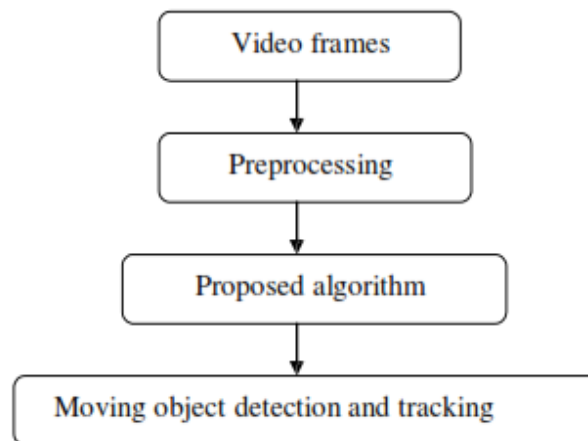 Video frames
Preprocessing
Proposed algorithm
Moving object detection and tracking